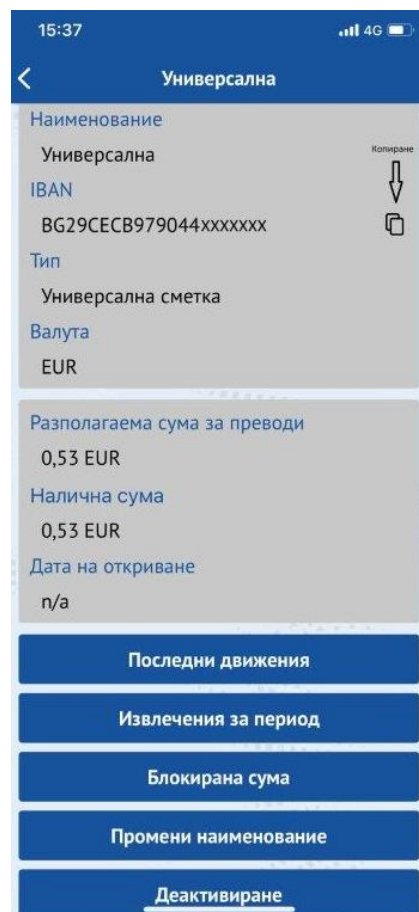 15:37
4G
Универсална
Наименование
Универсална
Копиране
IBAN
BG29CECB979044xxxxxxx
Тип
Универсална сметка
Валута
EUR
Разполагаема сума за преводи
0,53 EUR
Налична сума
0,53 EUR
Дата на откриване
n/a
Последни движения
Извлечения за период
Блокирана сума
Промени наименование
Деактивиране